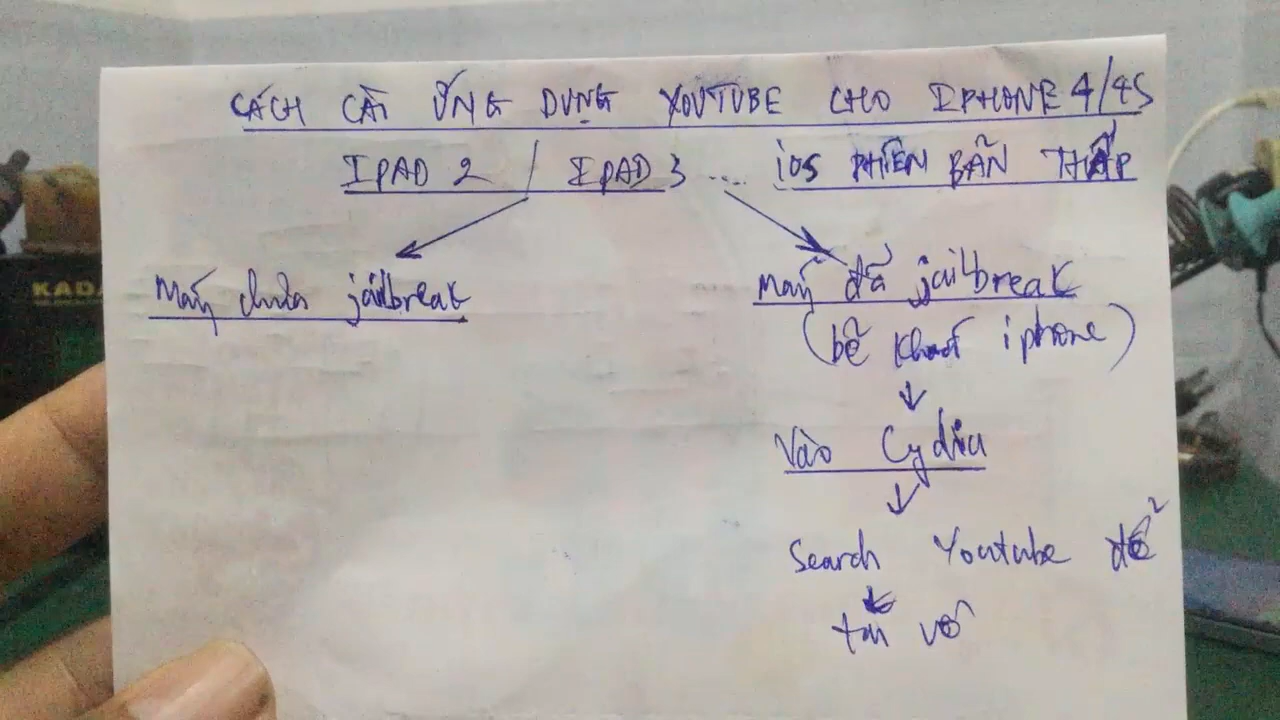 CÁCH CÀI ỨNG DỤNG YOUTUBE CHO IPHONE 4/4S
IPAD 2 / IPAD 3 .... ios PHIÊN BẢN THẤP
Máy chưa jailbreak
Máy đã jailbreak
(bẻ khoá iphone)
Vào Cydia
Search Youtube để
tải về
KADA